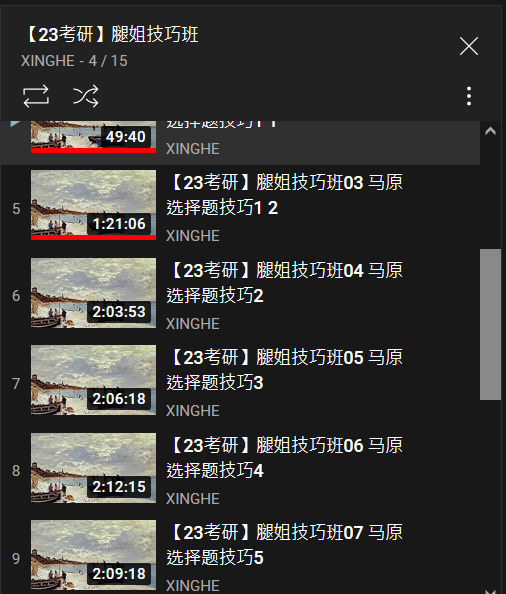 【23考研】腿姐技巧班
XINGHE - 4 / 15
选择题技巧1 1
49:40
XINGHE
5
1:21:06
【23考研】腿姐技巧班03 马原
选择题技巧1 2
XINGHE
6
2:03:53
【23考研】腿姐技巧班04 马原
选择题技巧2
XINGHE
7
2:06:18
【23考研】腿姐技巧班05 马原
选择题技巧3
XINGHE
8
2:12:15
【23考研】腿姐技巧班06 马原
选择题技巧4
XINGHE
9
2:09:18
【23考研】腿姐技巧班07 马原
选择题技巧5
XINGHE